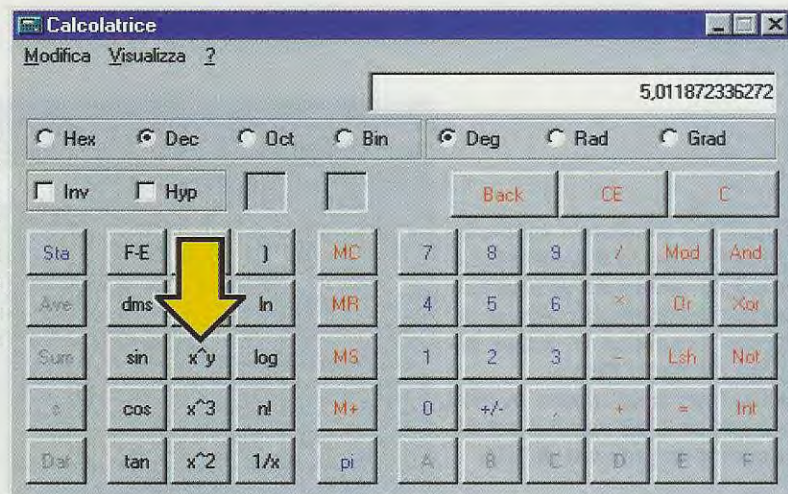 Calcolatrice
Modifica Visualizza ?
5,011872336272
Hex Dec Oct Bin Deg Rad Grad
Inv Hyp Back CE C
Sta F-E ) MC 7 8 9 / Mod And
Ave dms ln MR 4 5 6 * Or Xor
Sum sin x^y log MS 1 2 3 - Lsh Not
s cos x^3 n! M+ 0 +/- , + = Int
Dat tan x^2 1/x pi A B C D E F